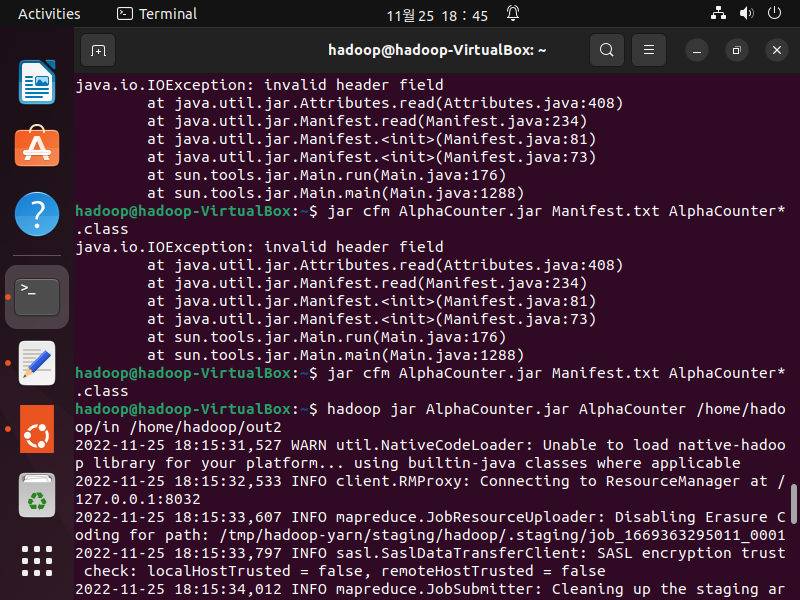 Activities
Terminal
11월 25 18 : 45
hadoop@hadoop-VirtualBox: ~
java.io.IOException: invalid header field
at java.util.jar.Attributes.read(Attributes.java:408)
at java.util.jar.Manifest.read(Manifest.java:234)
at java.util.jar.Manifest.<init>(Manifest.java:81)
at java.util.jar.Manifest.<init>(Manifest.java:73)
at sun.tools.jar.Main.run(Main.java:176)
at sun.tools.jar.Main.main(Main.java:1288)
hadoop@hadoop-VirtualBox:~$ jar cfm AlphaCounter.jar Manifest.txt AlphaCounter*
.class
java.io.IOException: invalid header field
at java.util.jar.Attributes.read(Attributes.java:408)
at java.util.jar.Manifest.read(Manifest.java:234)
at java.util.jar.Manifest.<init>(Manifest.java:81)
at java.util.jar.Manifest.<init>(Manifest.java:73)
at sun.tools.jar.Main.run(Main.java:176)
at sun.tools.jar.Main.main(Main.java:1288)
hadoop@hadoop-VirtualBox:~$ jar cfm AlphaCounter.jar Manifest.txt AlphaCounter*
.class
hadoop@hadoop-VirtualBox:~$ hadoop jar AlphaCounter.jar AlphaCounter /home/hado
op/in /home/hadoop/out2
2022-11-25 18:15:31,527 WARN util.NativeCodeLoader: Unable to load native-hadoo
p library for your platform... using builtin-java classes where applicable
2022-11-25 18:15:32,533 INFO client.RMProxy: Connecting to ResourceManager at /
127.0.0.1:8032
2022-11-25 18:15:33,607 INFO mapreduce.JobResourceUploader: Disabling Erasure C
oding for path: /tmp/hadoop-yarn/staging/hadoop/.staging/job_1669363295011_0001
2022-11-25 18:15:33,797 INFO sasl.SaslDataTransferClient: SASL encryption trust
check: localHostTrusted = false, remoteHostTrusted = false
2022-11-25 18:15:34,012 INFO mapreduce.JobSubmitter: Cleaning up the staging ar